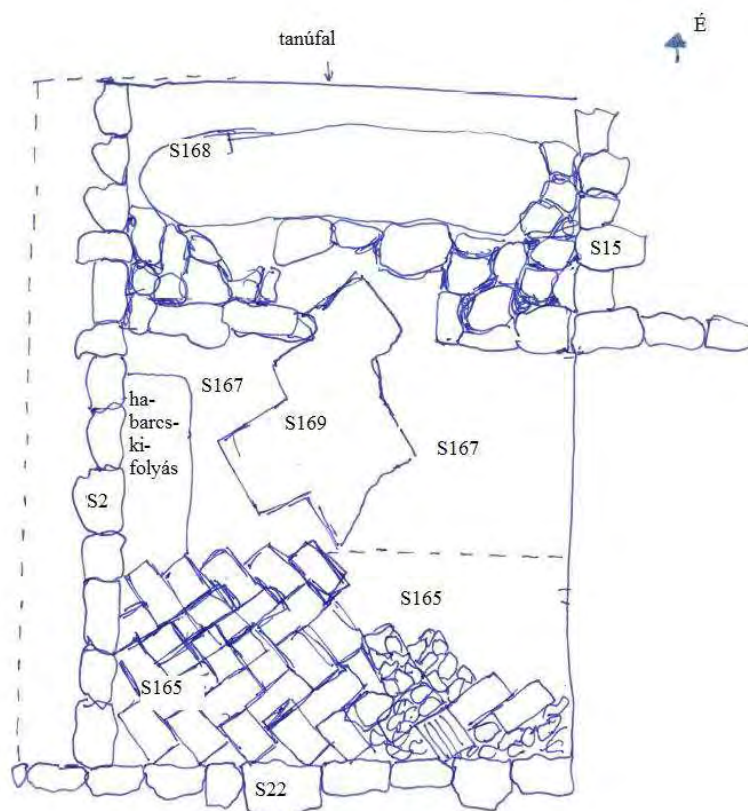 É
tanúfal
S168
S15
S167
ha-
barcs-
ki-
folyás
S169
S167
S2
S165
S165
S22